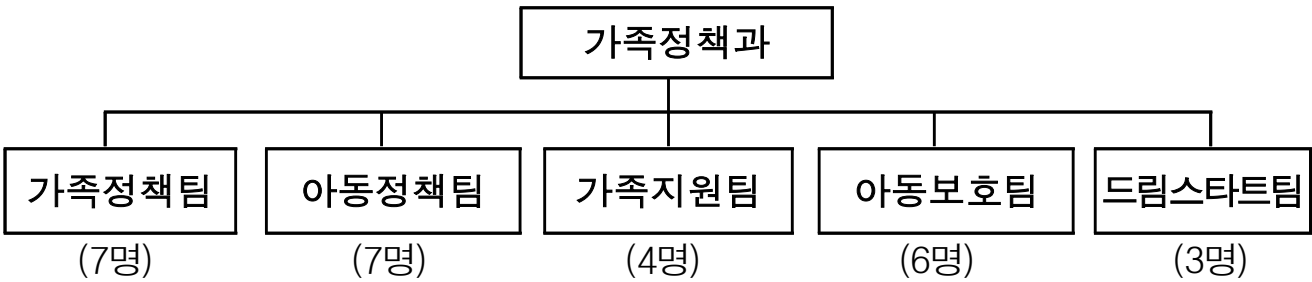 가족정책과
가족정책팀 아동정책팀 가족지원팀 아동보호팀 드림스타트팀
(7명) (7명) (4명) (6명) (3명)